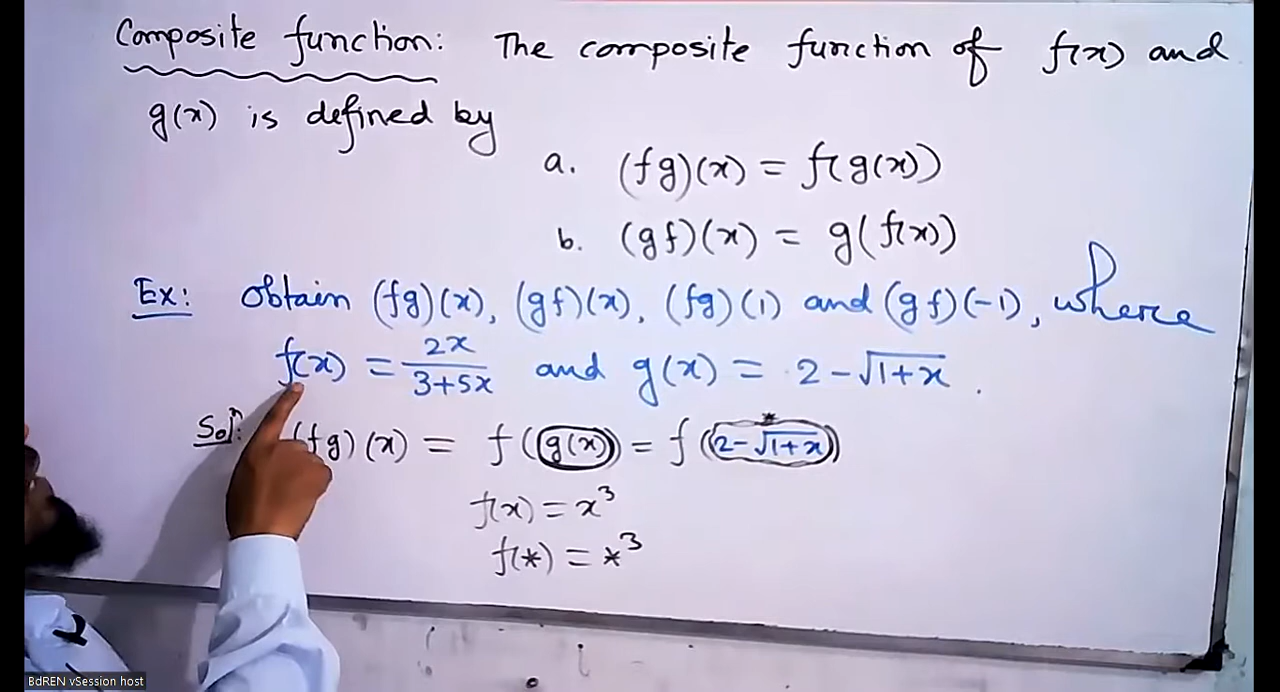 Composite function: The composite function of f(x) and
g(x) is defined by
a. (fg)(x) = f(g(x))
b. (gf)(x) = g(f(x))
Ex: Obtain (fg)(x), (gf)(x), (fg)(1) and (gf)(-1), where
f(x) = 2x/(3+5x) and g(x) = 2-√(1+x) .
Solⁿ: (fg)(x) = f(g(x)) = f(2-√(1+x))
*
f(x) = x³
f(*) = *³
BdREN vSession host